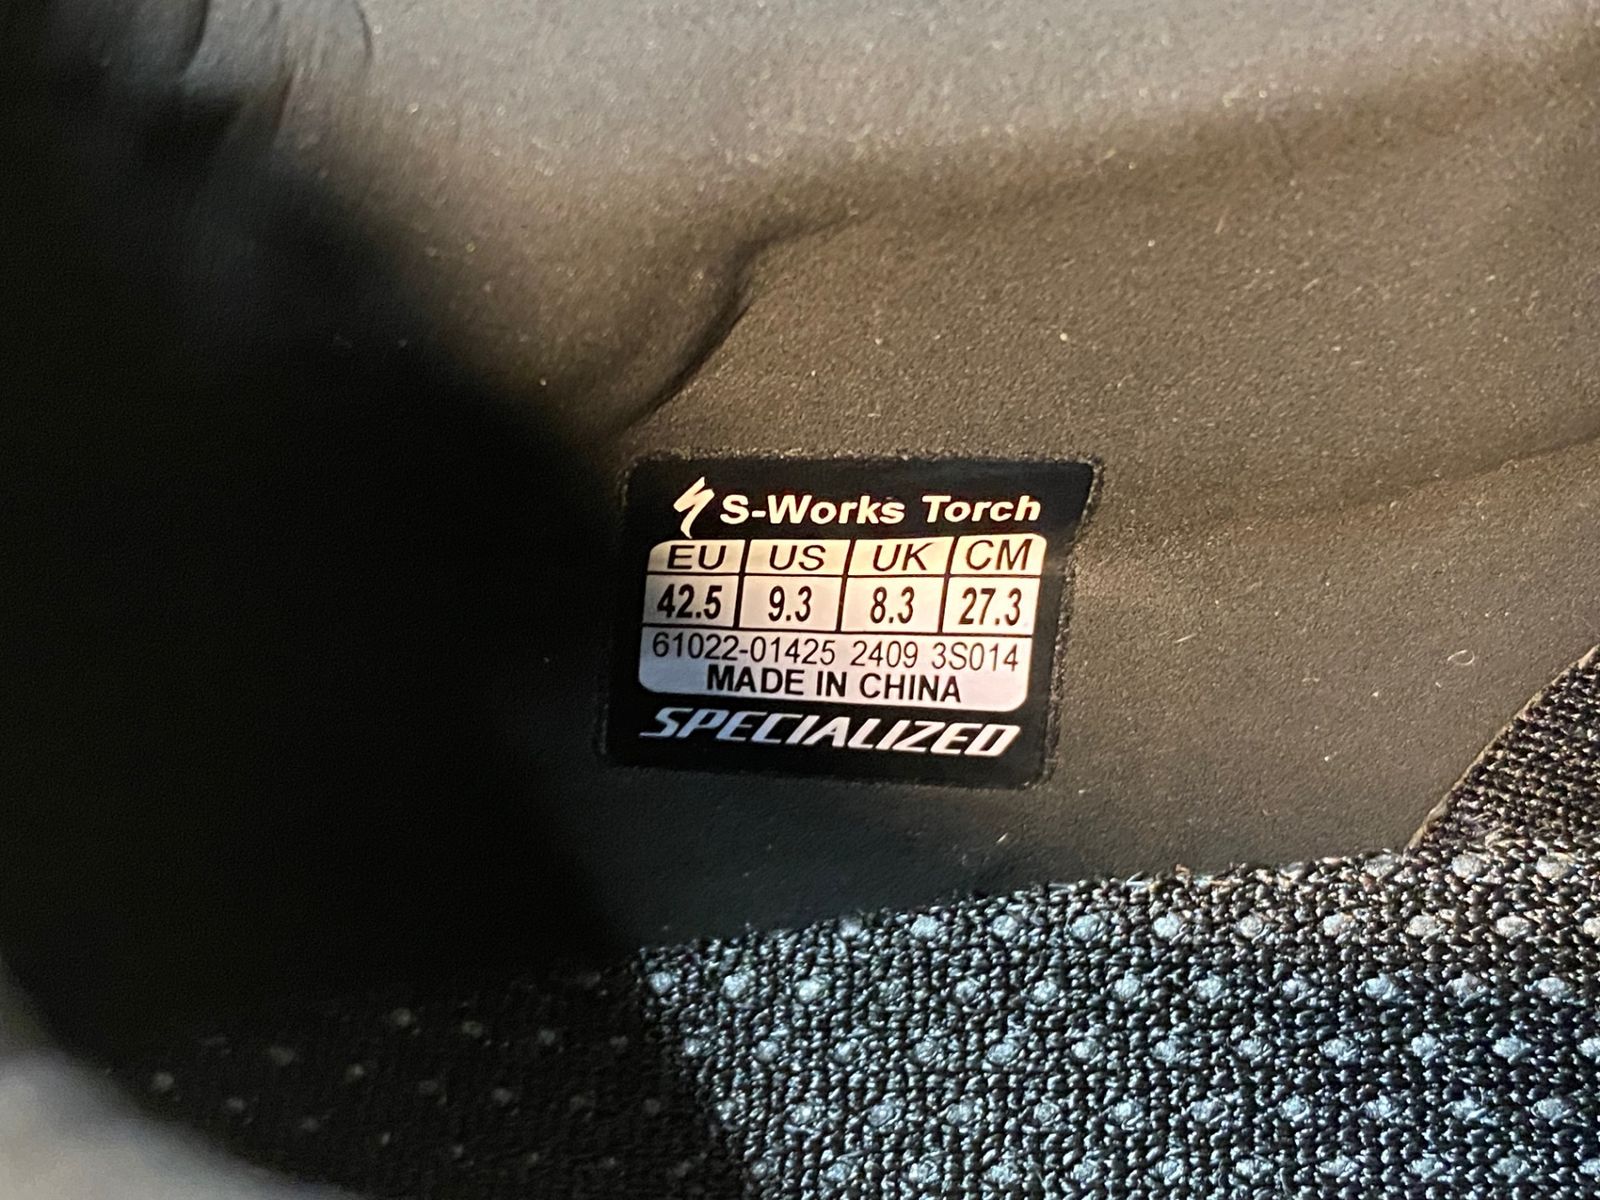 S-Works Torch
EU US UK CM
42.5 9.3 8.3 27.3
61022-01425 2409 3S014
MADE IN CHINA
SPECIALIZED